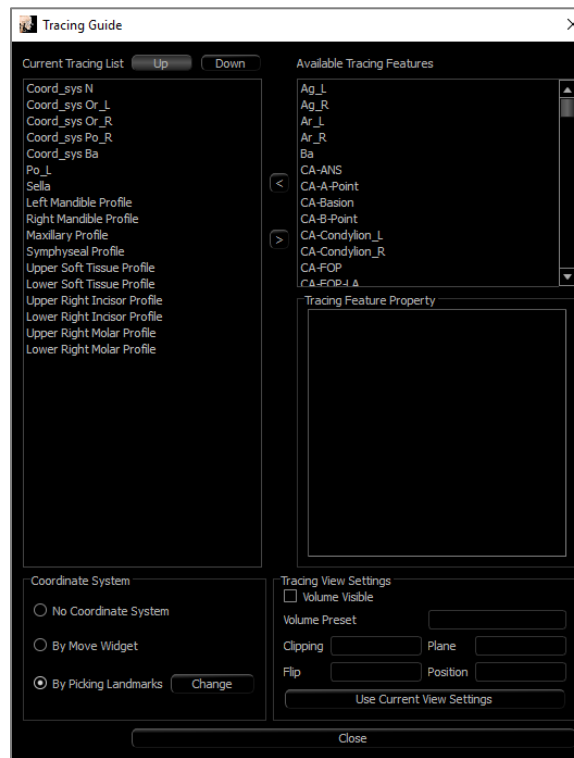 Tracing Guide
Current Tracing List
Up
Down
Coord_sys N
Coord_sys Or_L
Coord_sys Or_R
Coord_sys Po_R
Coord_sys Ba
Po_L
Sella
Left Mandible Profile
Right Mandible Profile
Maxillary Profile
Symphyseal Profile
Upper Soft Tissue Profile
Lower Soft Tissue Profile
Upper Right Incisor Profile
Lower Right Incisor Profile
Upper Right Molar Profile
Lower Right Molar Profile
<
>
Available Tracing Features
Ag_L
Ag_R
Ar_L
Ar_R
Ba
CA-ANS
CA-A-Point
CA-Basion
CA-B-Point
CA-Condylion_L
CA-Condylion_R
CA-FOP
CA-FOP-LA
Tracing Feature Property
Coordinate System
No Coordinate System
By Move Widget
By Picking Landmarks
Change
Tracing View Settings
Volume Visible
Volume Preset
Clipping
Plane
Flip
Position
Use Current View Settings
Close